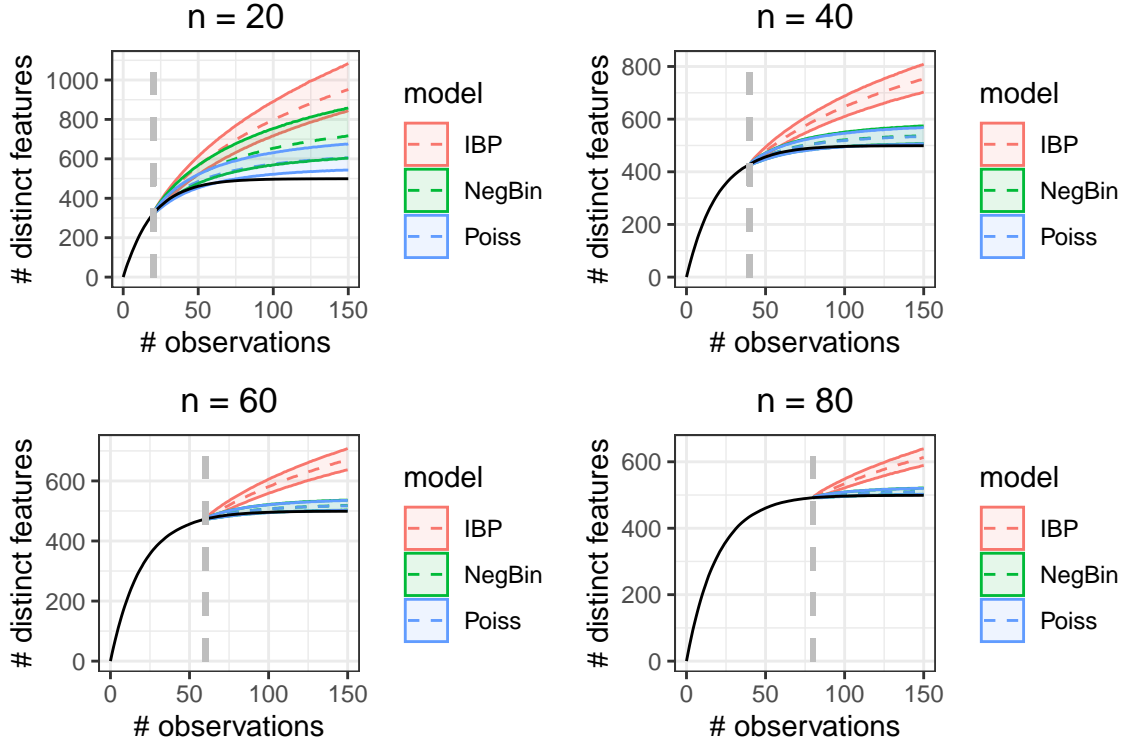 n = 20
# distinct features
1000
800
600
400
200
0
0 50 100 150
# observations
model
IBP
NegBin
Poiss
n = 40
# distinct features
800
600
400
200
0
0 50 100 150
# observations
model
IBP
NegBin
Poiss
n = 60
# distinct features
600
400
200
0
0 50 100 150
# observations
model
IBP
NegBin
Poiss
n = 80
# distinct features
600
400
200
0
0 50 100 150
# observations
model
IBP
NegBin
Poiss